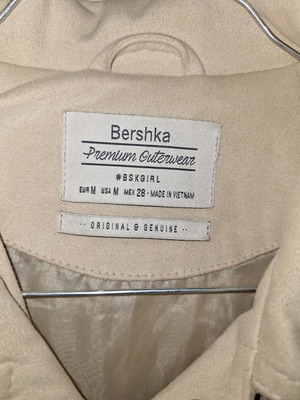 Bershka
Premium Outerwear
#BSKGIRL
EUR M USA M MEX 28 - MADE IN VIETNAM
·· ORIGINAL & GENUINE ··